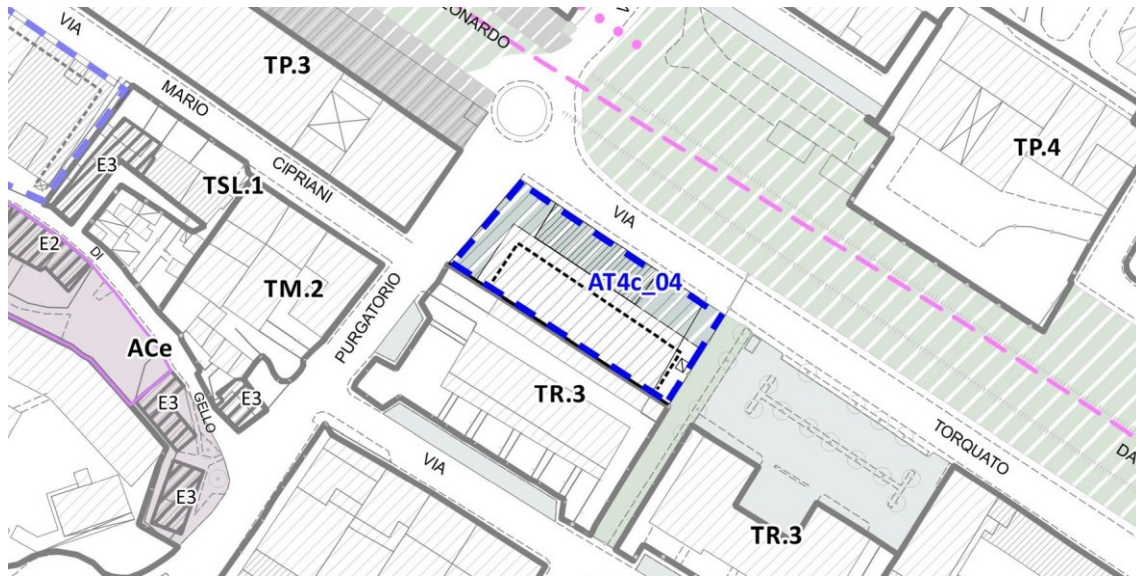 VIA
MARIO
CIPRIANI
LEONARDO
TP.3
TP.4
E3
TSL.1
E2
DI
GELLO
TM.2
PURGATORIO
VIA
AT4c_04
ACe
E3
E3
E3
TR.3
VIA
TORQUATO
DA
TR.3